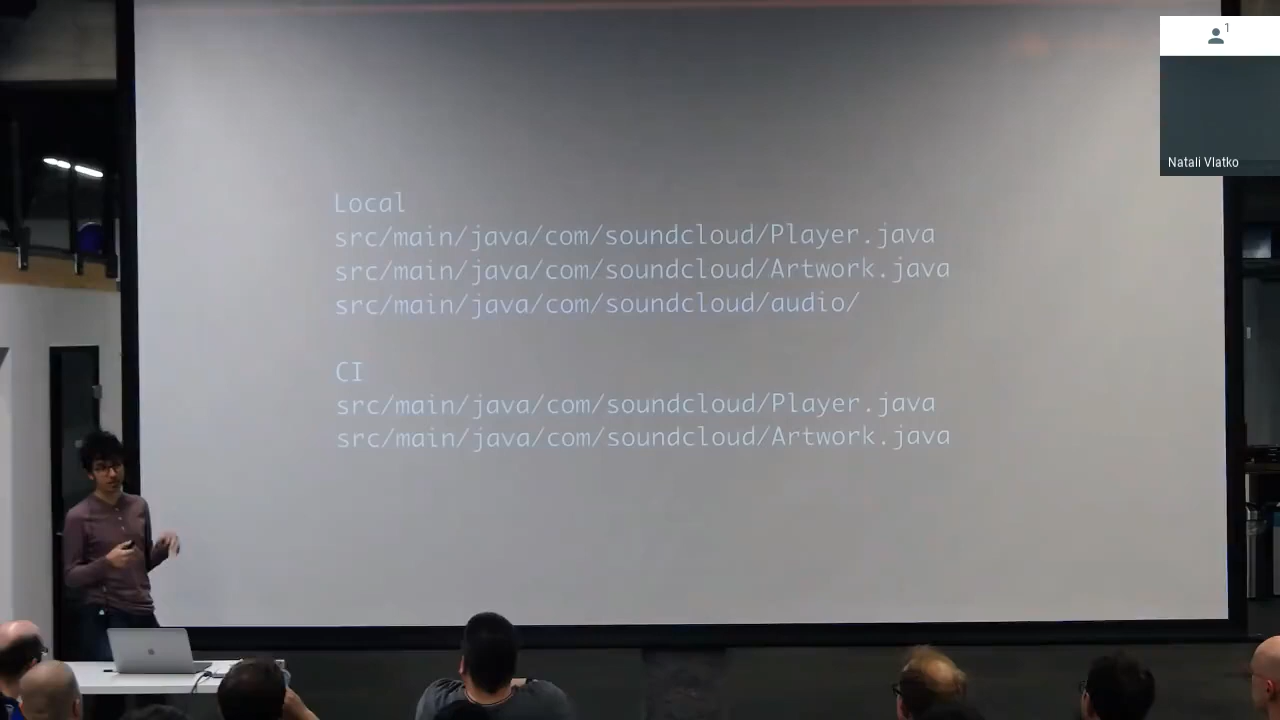 1
Natali Vlatko
Local
src/main/java/com/soundcloud/Player.java
src/main/java/com/soundcloud/Artwork.java
src/main/java/com/soundcloud/audio/
CI
src/main/java/com/soundcloud/Player.java
src/main/java/com/soundcloud/Artwork.java